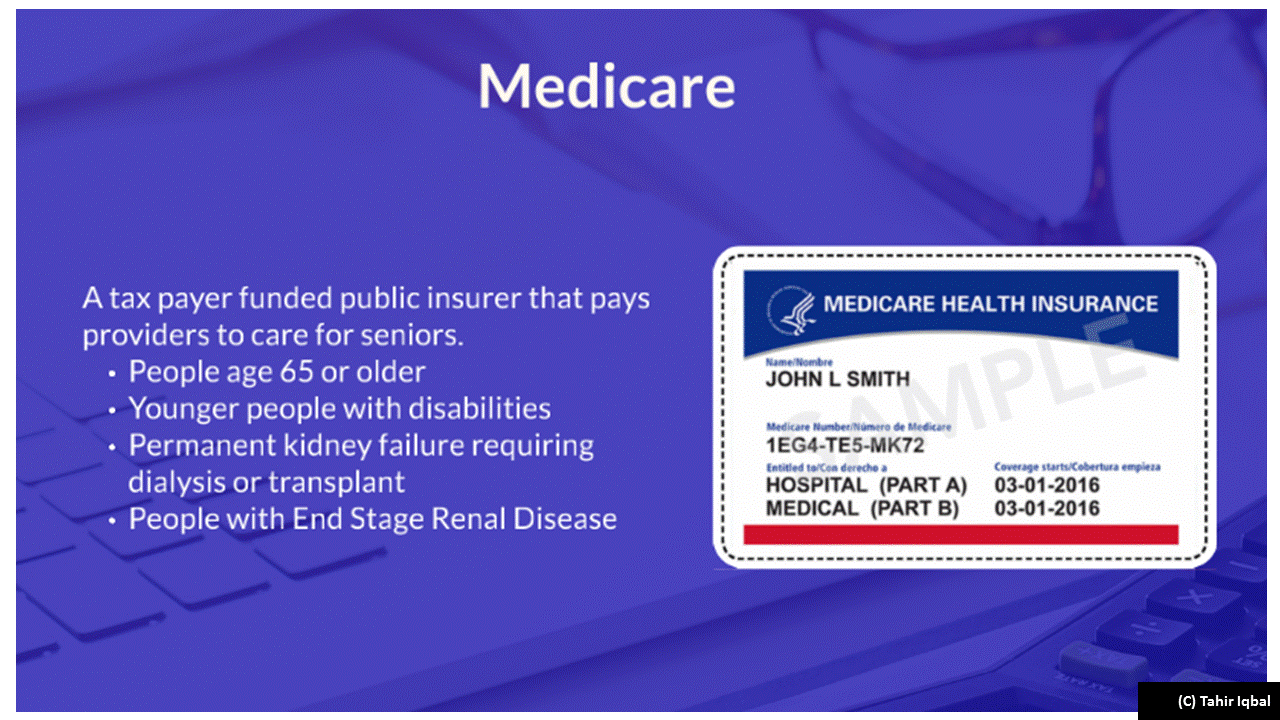 Medicare
A tax payer funded public insurer that pays
providers to care for seniors.
• People age 65 or older
• Younger people with disabilities
• Permanent kidney failure requiring
dialysis or transplant
• People with End Stage Renal Disease
MEDICARE HEALTH INSURANCE
Name/Nombre
JOHN L SMITH
SAMPLE
Medicare Number/Número de Medicare
1EG4-TE5-MK72
Entitled to/Con derecho a
Coverage starts/Cobertura empieza
HOSPITAL (PART A) 03-01-2016
MEDICAL (PART B) 03-01-2016
TAX RATE
SET
%
(C) Tahir Iqbal